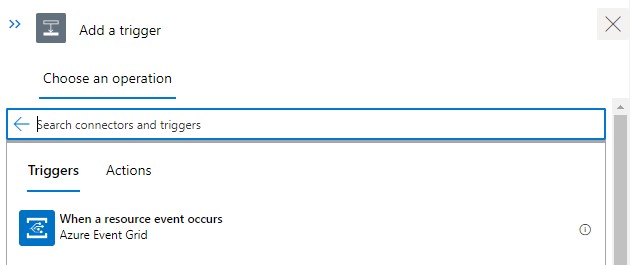 Add a trigger
Choose an operation
Search connectors and triggers
Triggers Actions
When a resource event occurs
Azure Event Grid